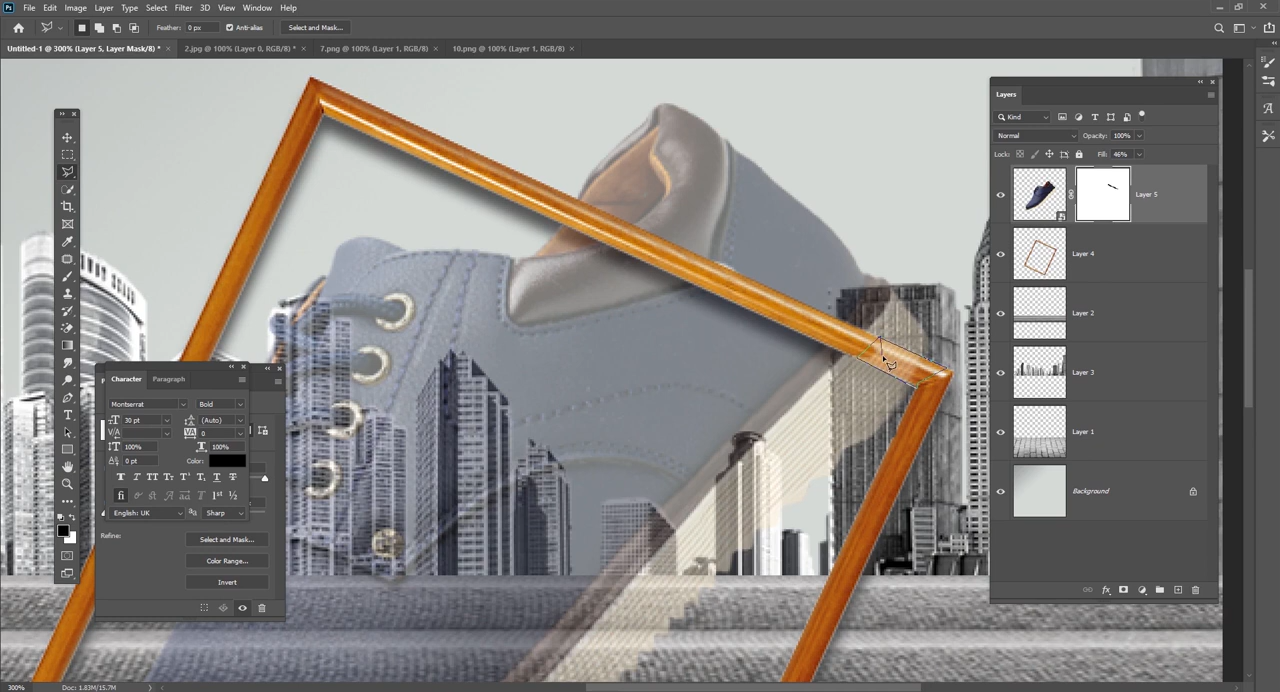 Ps File Edit Image Layer Type Select Filter 3D View Window Help
Feather: 0 px Anti-alias Select and Mask...
Untitled-1 @ 300% (Layer 5, Layer Mask/8) * × 2.jpg @ 100% (Layer 0, RGB/8) * × 7.png @ 100% (Layer 1, RGB/8) × 10.png @ 100% (Layer 1, RGB/8) ×
Layers
Kind
Normal Opacity: 100%
Lock: Fill: 46%
Layer 5
Layer 4
Layer 2
Layer 3
Layer 1
Background
Character Paragraph
Montserrat Bold
30 pt (Auto)
0
100% 100%
0 pt Color:
English: UK Sharp
Refine: Select and Mask...
Color Range...
Invert
300% Doc: 1.83M/15.7M